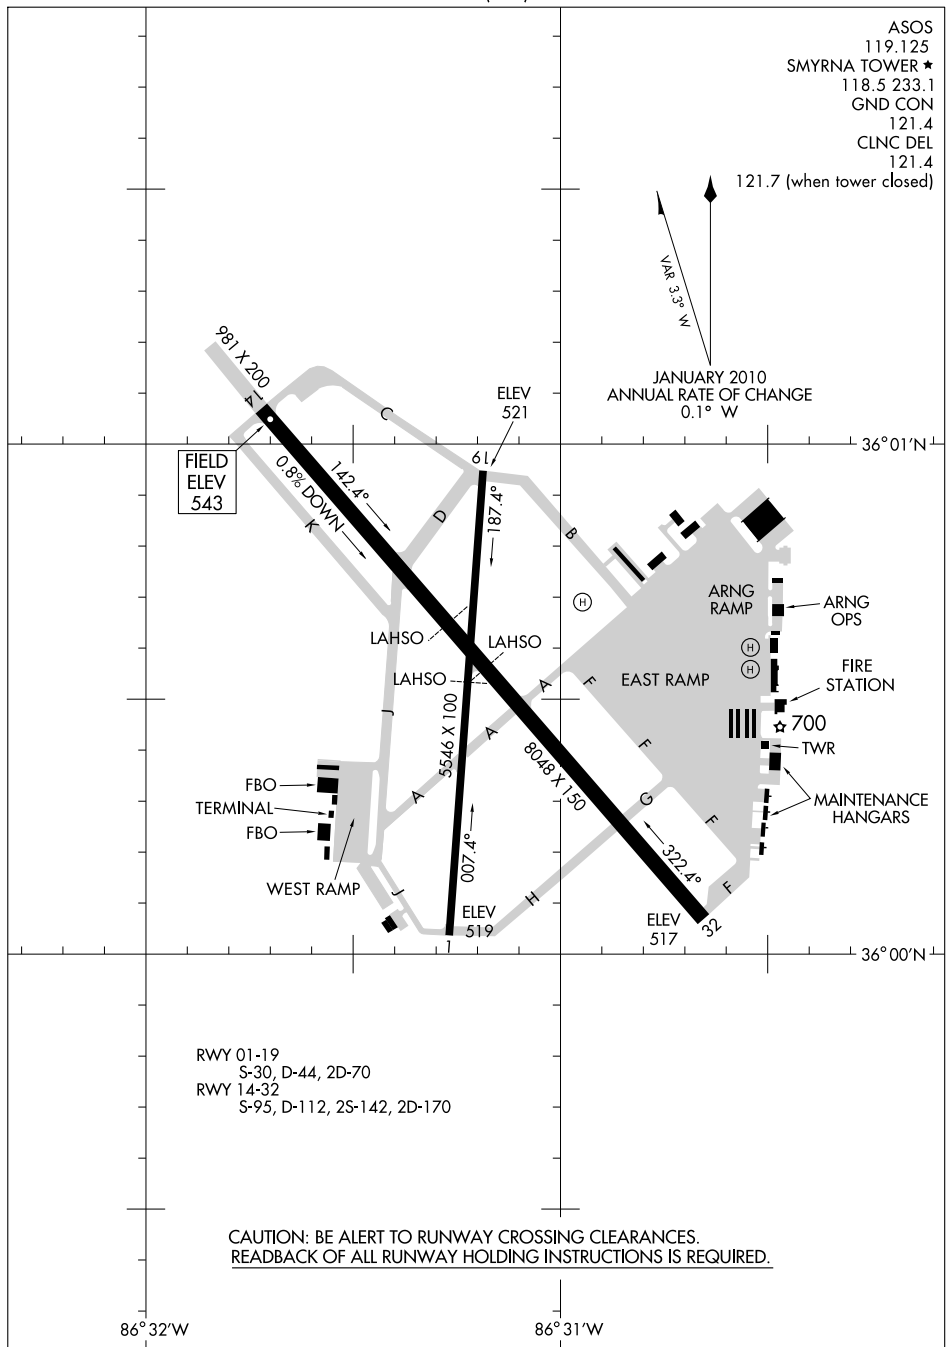 ASOS
119.125
SMYRNA TOWER ★
118.5 233.1
GND CON
121.4
CLNC DEL
121.4
121.7 (when tower closed)
VAR 3.3° W
JANUARY 2010
ANNUAL RATE OF CHANGE
0.1° W
981 X 200
14
C
ELEV
521
19
36°01'N
FIELD
ELEV
543
0.8% DOWN
142.4°
K
D
187.4°
B
H
ARNG
RAMP
ARNG
OPS
LAHSO
LAHSO
LAHSO
H
H
EAST RAMP
FIRE
STATION
A
F
J
5546 X 100
A
F
700
TWR
8048 X 150
FBO
TERMINAL
FBO
A
G
F
MAINTENANCE
HANGARS
007.4°
322.4°
WEST RAMP
J
H
F
ELEV
519
1
ELEV
517
32
36°00'N
RWY 01-19
S-30, D-44, 2D-70
RWY 14-32
S-95, D-112, 2S-142, 2D-170
CAUTION: BE ALERT TO RUNWAY CROSSING CLEARANCES.
READBACK OF ALL RUNWAY HOLDING INSTRUCTIONS IS REQUIRED.
86°32'W
86°31'W